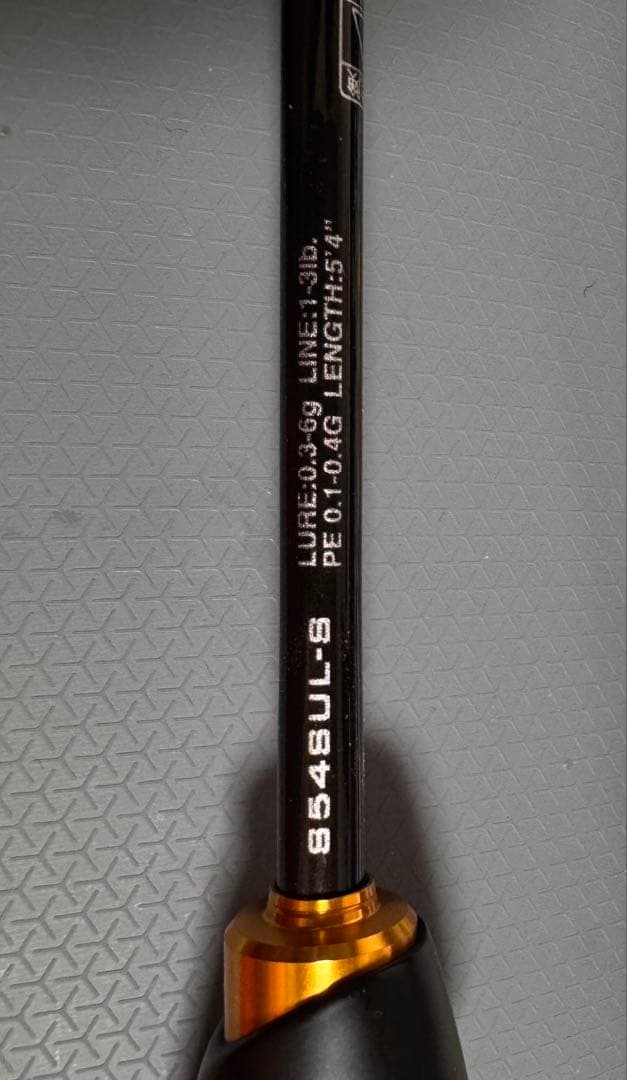 S54SUL-S
LURE:0.3-6g LINE:1-3lb.
PE 0.1-0.4G LENGTH:5'4"